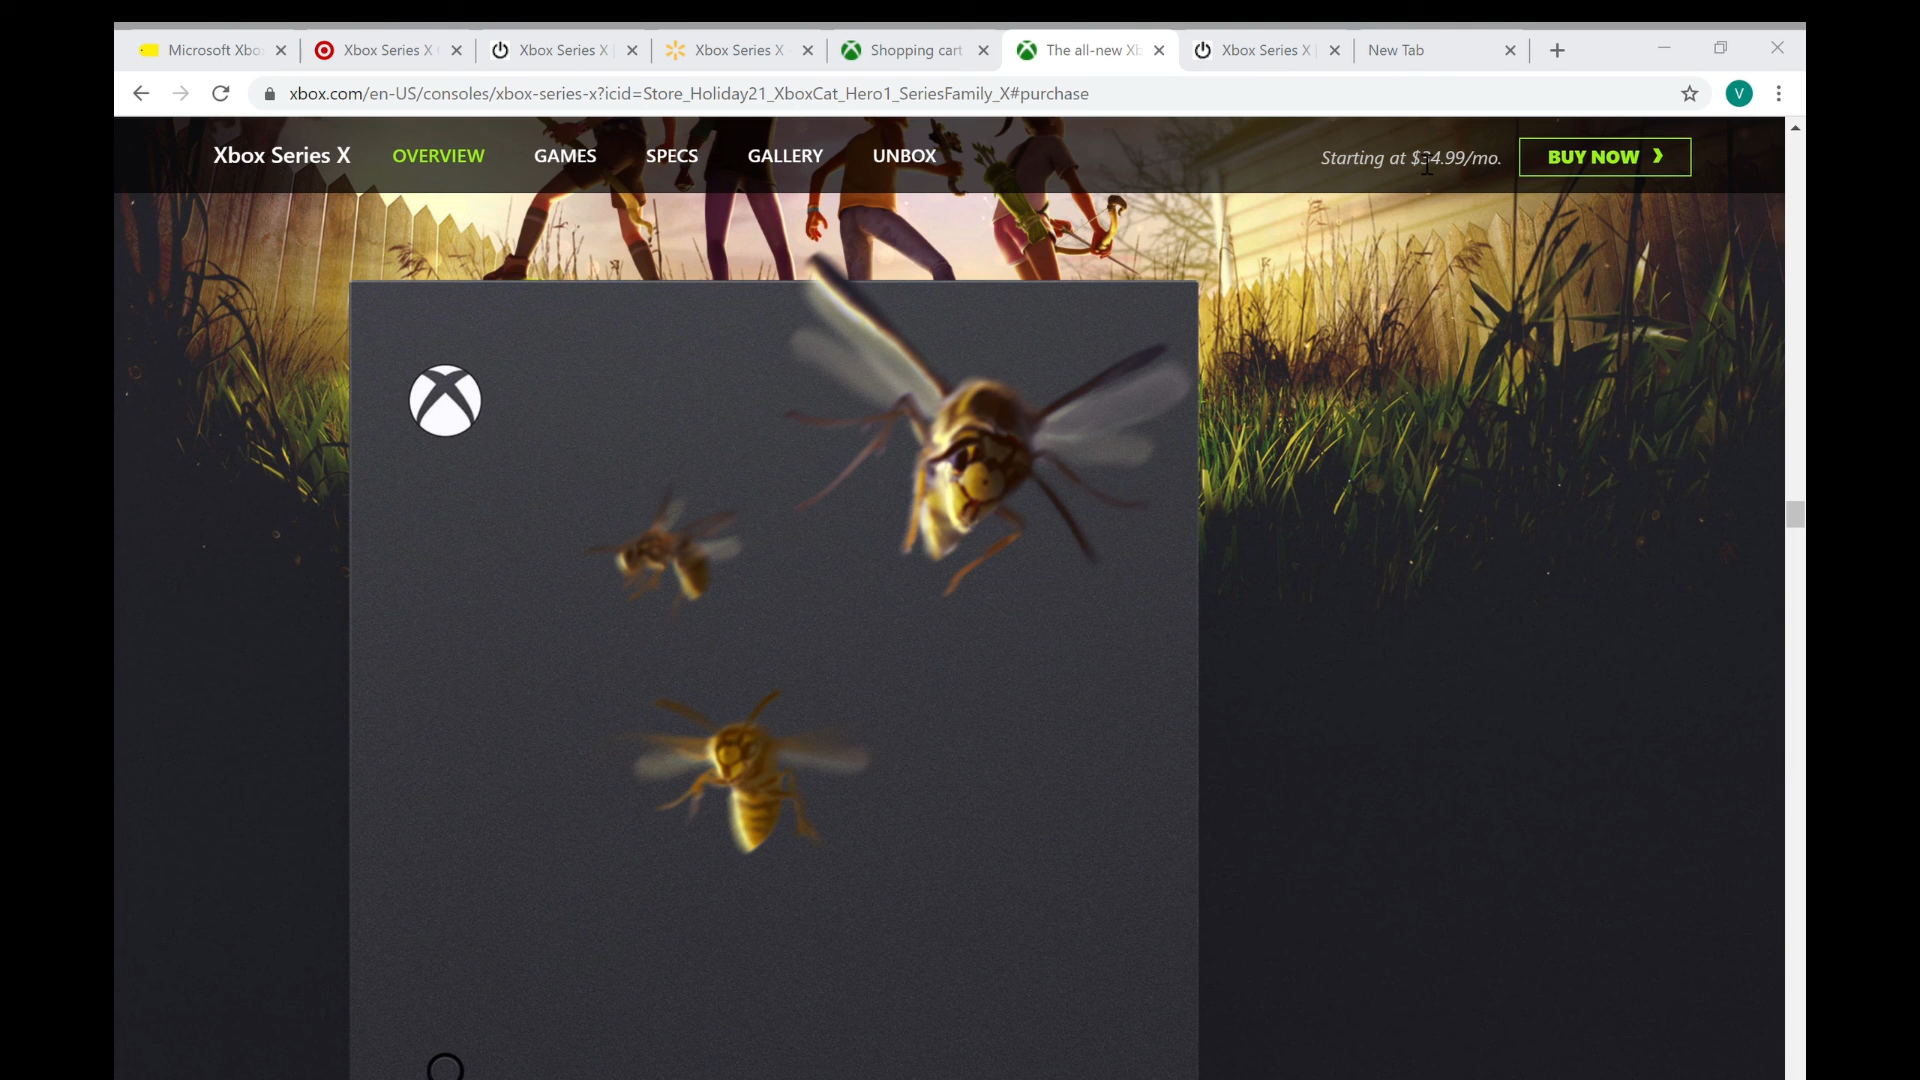 Microsoft Xbo
Xbox Series X
Xbox Series X
Xbox Series X
Shopping cart
The all-new Xb
Xbox Series X
New Tab
xbox.com/en-US/consoles/xbox-series-x?icid=Store_Holiday21_XboxCat_Hero1_SeriesFamily_X#purchase
V
Xbox Series X
OVERVIEW
GAMES
SPECS
GALLERY
UNBOX
Starting at $34.99/mo.
BUY NOW